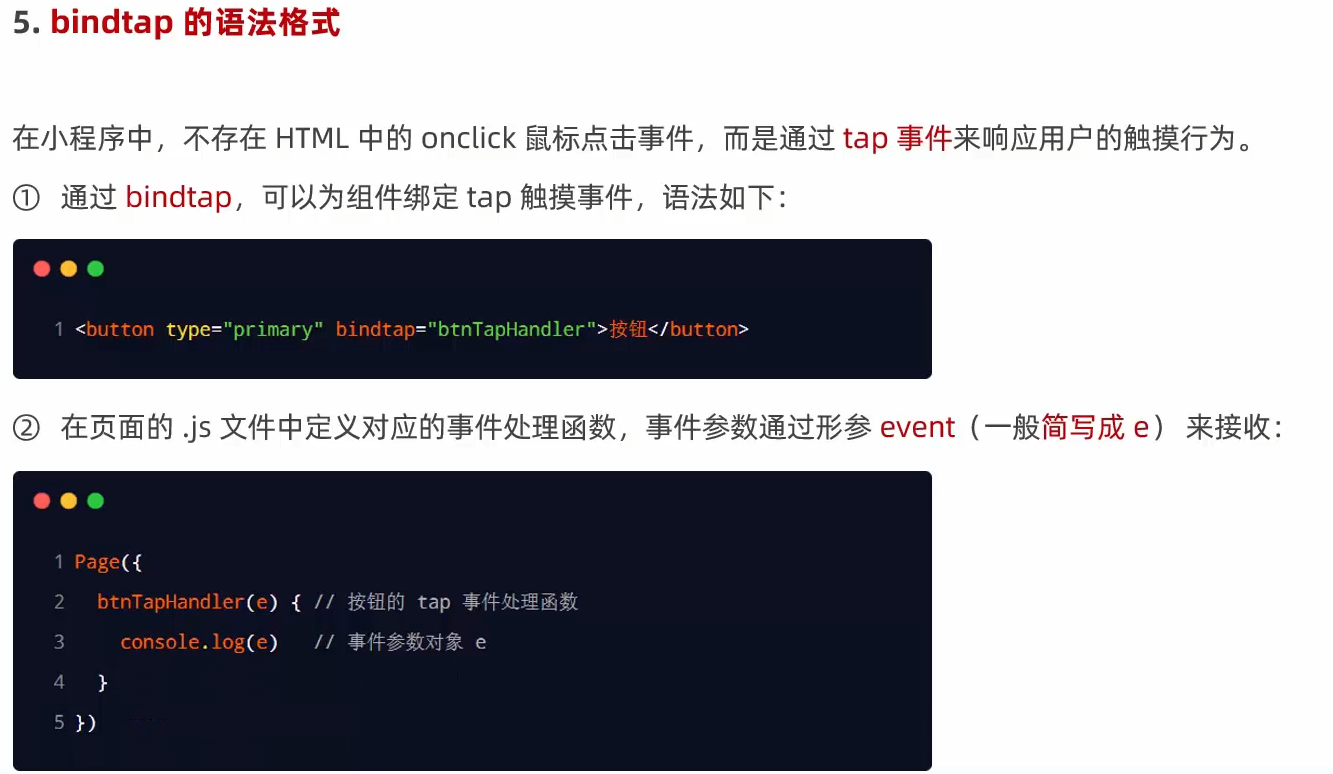 5. bindtap 的语法格式
在小程序中，不存在 HTML 中的 onclick 鼠标点击事件，而是通过 tap 事件来响应用户的触摸行为。
① 通过 bindtap，可以为组件绑定 tap 触摸事件，语法如下：
1 <button type="primary" bindtap="btnTapHandler">按钮</button>
② 在页面的 .js 文件中定义对应的事件处理函数，事件参数通过形参 event（一般简写成 e） 来接收：
1 Page({
2   btnTapHandler(e) { // 按钮的 tap 事件处理函数
3     console.log(e)   // 事件参数对象 e
4   }
5 })